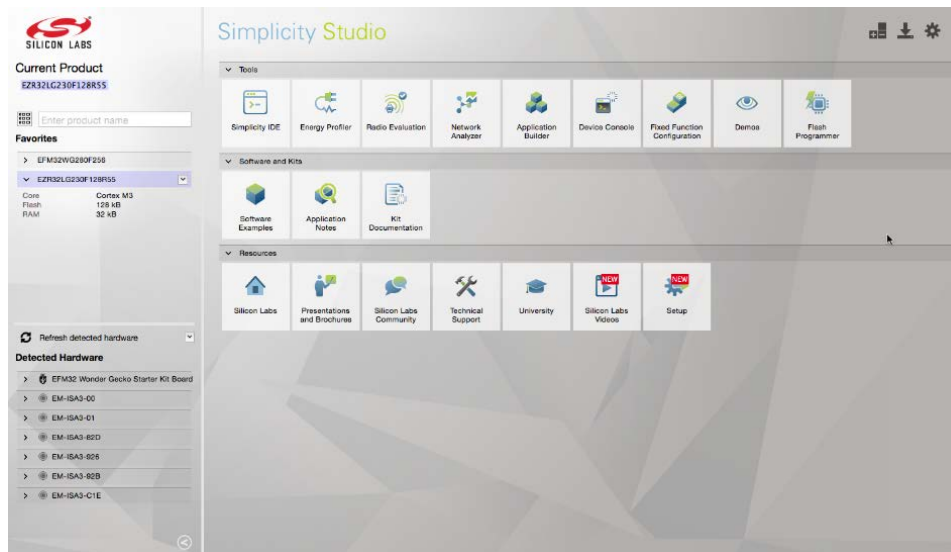 SILICON LABS
Simplicity Studio
Current Product
EZR32LG230F128R55
Enter product name
Favorites
EFM32WG280F256
EZR32LG230F128R55
Core Cortex M3
Flash 128 kB
RAM 32 kB
Refresh detected hardware
Detected Hardware
EFM32 Wonder Gecko Starter Kit Board
EM-ISA3-00
EM-ISA3-01
EM-ISA3-82D
EM-ISA3-926
EM-ISA3-92B
EM-ISA3-C1E
Tools
Simplicity IDE
Energy Profiler
Radio Evaluation
Network
Analyzer
Application
Builder
Device Console
Fixed Function
Configuration
Demos
Flash
Programmer
Software and Kits
Software
Examples
Application
Notes
Kit
Documentation
Resources
Silicon Labs
Presentations
and Brochures
Silicon Labs
Community
Technical
Support
University
NEW
Silicon Labs
Videos
NEW
Setup